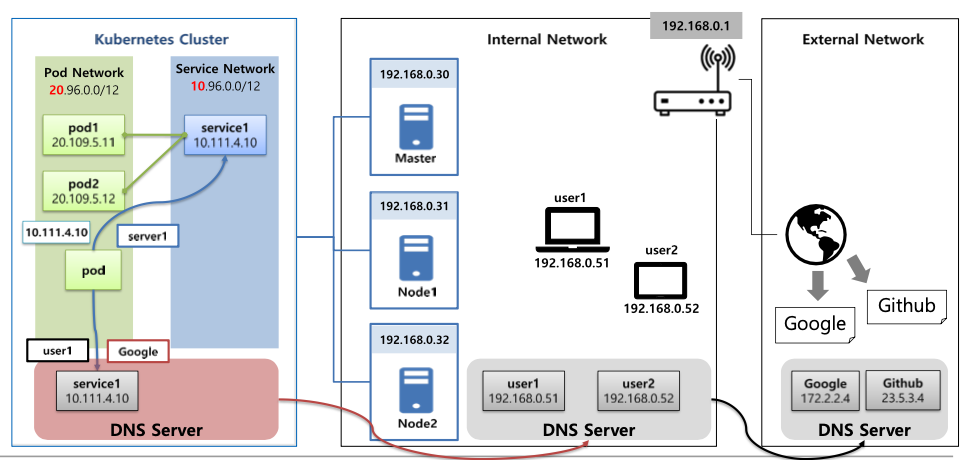 Kubernetes Cluster
Pod Network
20.96.0.0/12
Service Network
10.96.0.0/12
pod1
20.109.5.11
service1
10.111.4.10
pod2
20.109.5.12
10.111.4.10
server1
pod
user1
Google
service1
10.111.4.10
DNS Server
Internal Network
192.168.0.1
192.168.0.30
Master
192.168.0.31
Node1
192.168.0.32
Node2
user1
192.168.0.51
user2
192.168.0.52
user1
192.168.0.51
user2
192.168.0.52
DNS Server
External Network
Google
Github
Google
172.2.2.4
Github
23.5.3.4
DNS Server